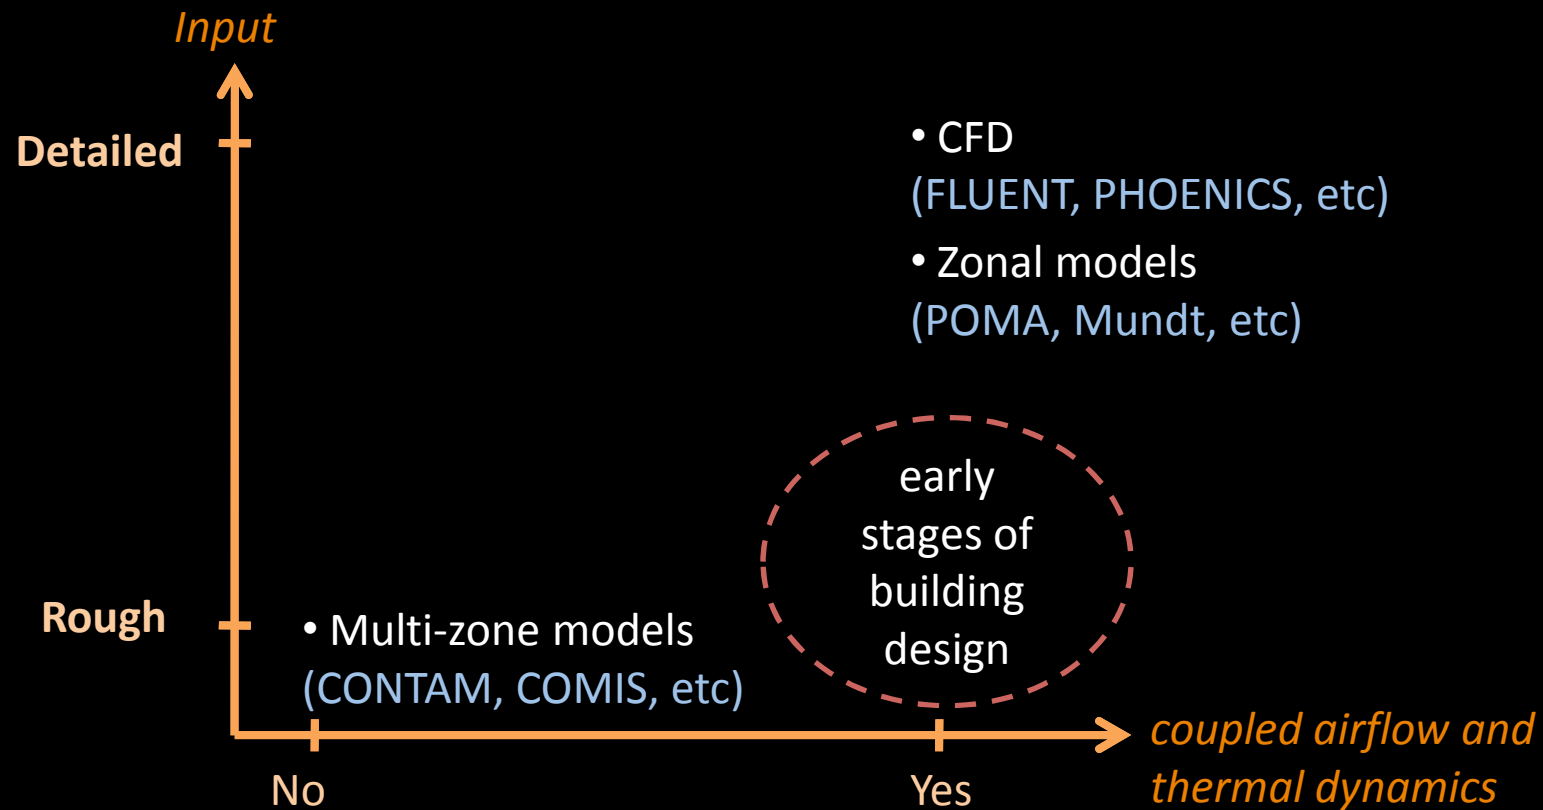 Input
Detailed
• CFD
(FLUENT, PHOENICS, etc)
• Zonal models
(POMA, Mundt, etc)
early
stages of
building
design
Rough
• Multi-zone models
(CONTAM, COMIS, etc)
No
Yes
coupled airflow and
thermal dynamics